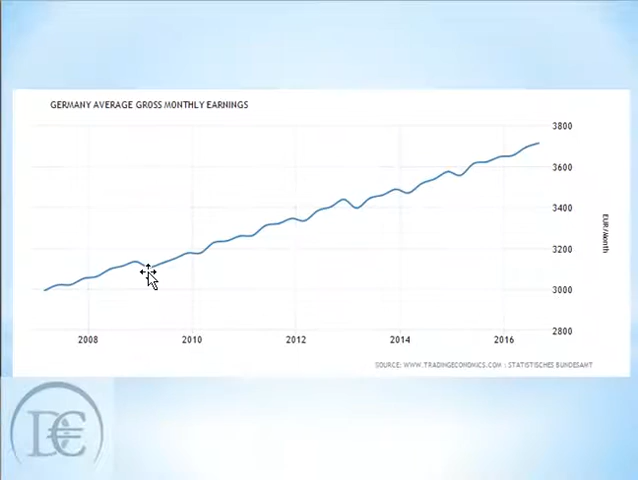 GERMANY AVERAGE GROSS MONTHLY EARNINGS
3800
3600
3400
3200
3000
2800
EUR/Month
2008 2010 2012 2014 2016
SOURCE: WWW.TRADINGECONOMICS.COM : STATISTISCHES BUNDESAMT
D€